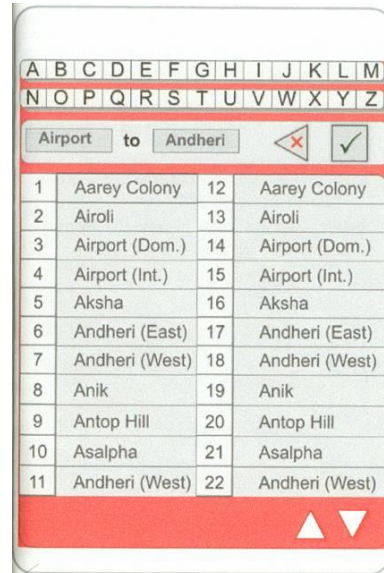 A B C D E F G H I J K L M
N O P Q R S T U V W X Y Z
Airport to Andheri
1 Aarey Colony 12 Aarey Colony
2 Airoli 13 Airoli
3 Airport (Dom.) 14 Airport (Dom.)
4 Airport (Int.) 15 Airport (Int.)
5 Aksha 16 Aksha
6 Andheri (East) 17 Andheri (East)
7 Andheri (West) 18 Andheri (West)
8 Anik 19 Anik
9 Antop Hill 20 Antop Hill
10 Asalpha 21 Asalpha
11 Andheri (West) 22 Andheri (West)